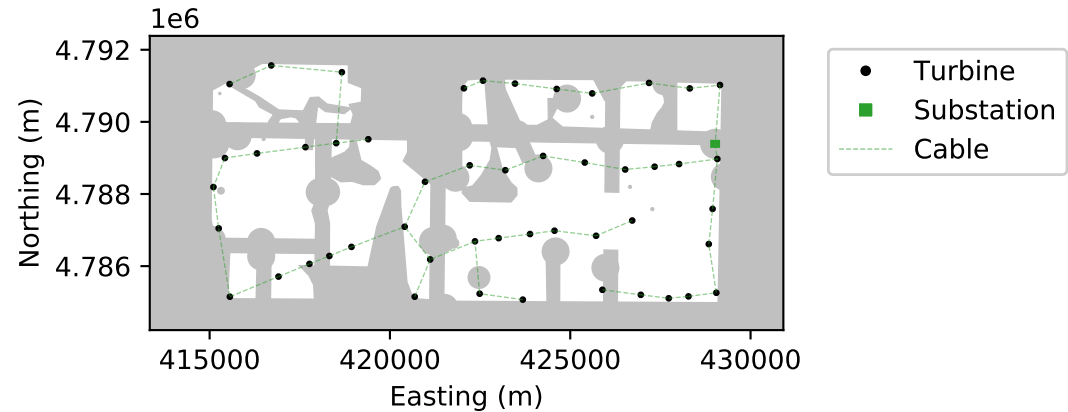 1e6
4.792
4.790
4.788
4.786
Northing (m)
415000 420000 425000 430000
Easting (m)
Turbine
Substation
Cable